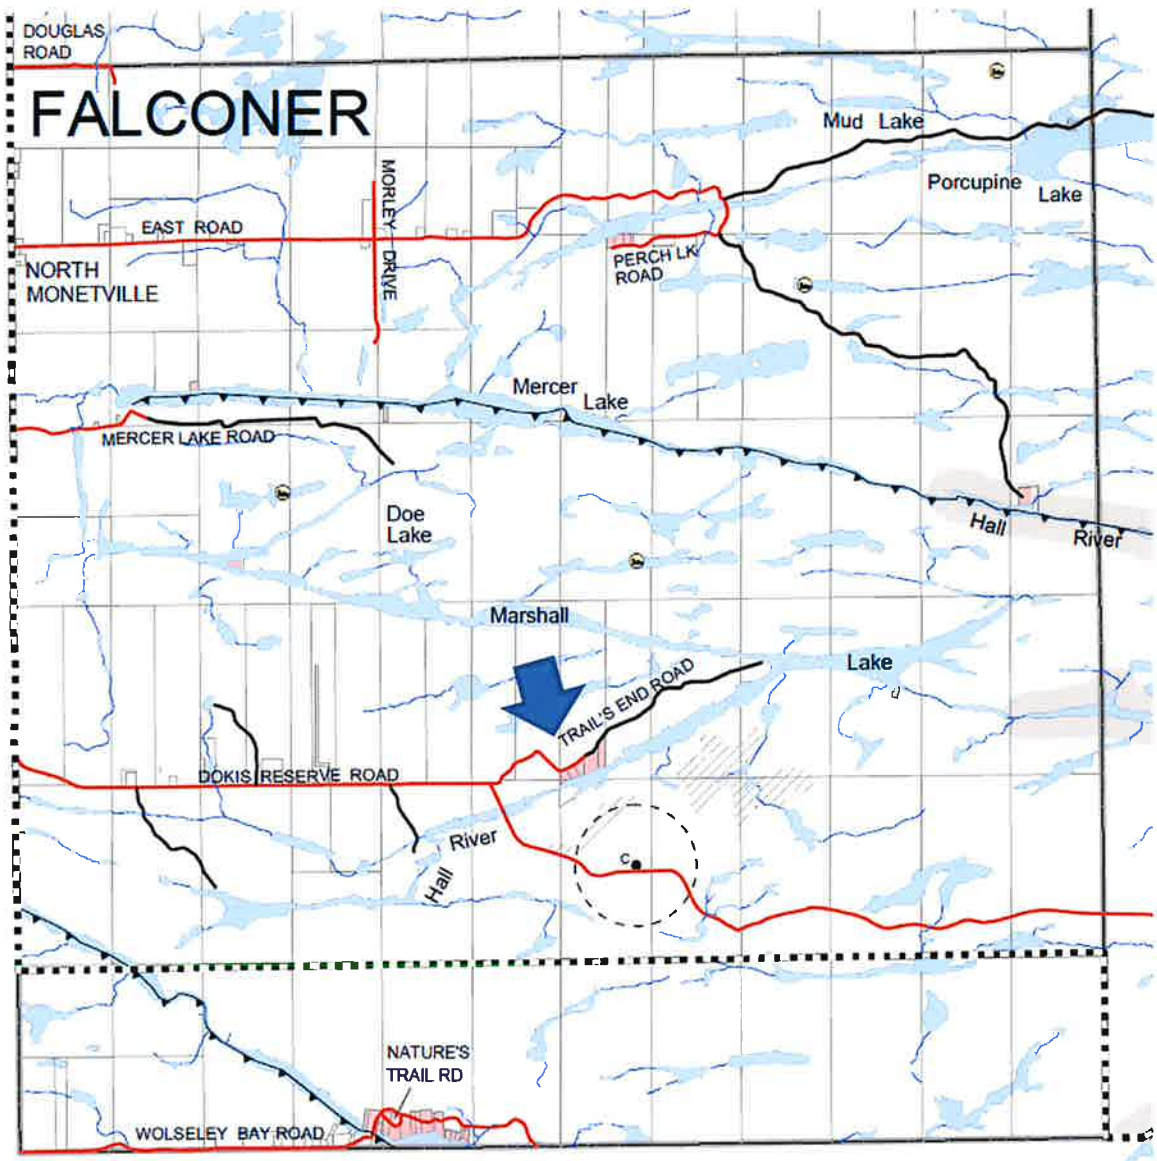 DOUGLAS
ROAD
FALCONER
Mud Lake
Porcupine
Lake
MORLEY DRIVE
EAST ROAD
PERCH LK
ROAD
NORTH
MONETVILLE
Mercer
Lake
MERCER LAKE ROAD
Doe
Lake
Hall
River
Marshall
Lake
d
TRAIL'S END ROAD
DOKIS RESERVE ROAD
River
Hall
C
NATURE'S
TRAIL RD
WOLSELEY BAY ROAD